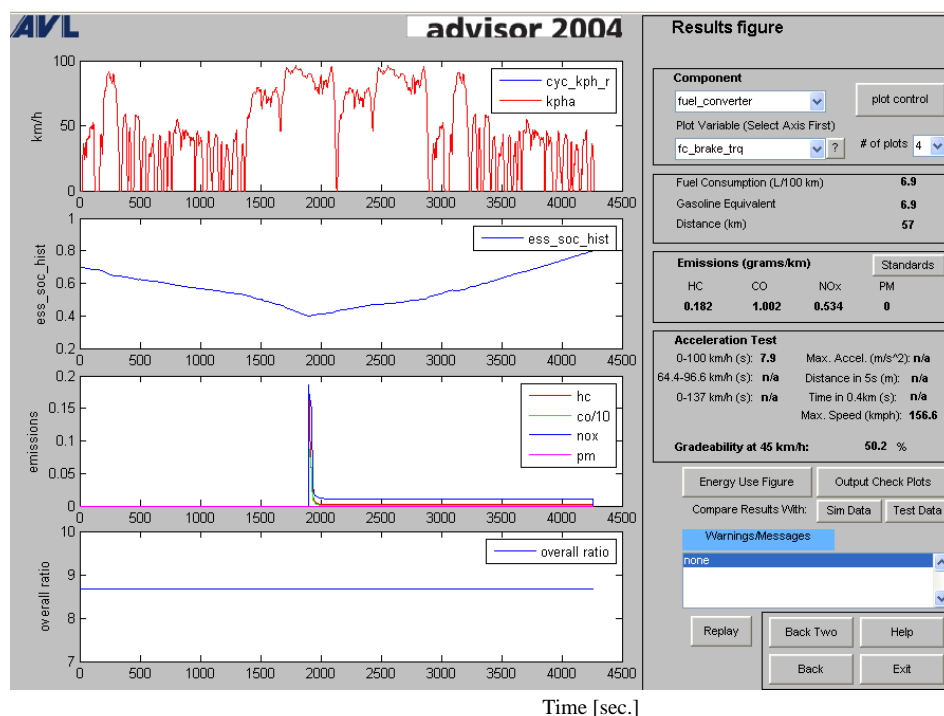 AVL
advisor 2004
Results figure
100
50
0
km/h
cyc_kph_r
kpha
0 500 1000 1500 2000 2500 3000 3500 4000 4500
1
0.8
0.6
0.4
0.2
ess_soc_hist
ess_soc_hist
0 500 1000 1500 2000 2500 3000 3500 4000 4500
0.2
0.15
0.1
0.05
0
emissions
hc
co/10
nox
pm
0 500 1000 1500 2000 2500 3000 3500 4000 4500
10
9
8
7
overall ratio
overall ratio
0 500 1000 1500 2000 2500 3000 3500 4000 4500
Time [sec.]
Component
fuel_converter
plot control
Plot Variable (Select Axis First)
fc_brake_trq
?
# of plots 4
Fuel Consumption (L/100 km) 6.9
Gasoline Equivalent 6.9
Distance (km) 57
Emissions (grams/km)
Standards
HC CO NOx PM
0.182 1.002 0.534 0
Acceleration Test
0-100 km/h (s): 7.9 Max. Accel. (m/s^2): n/a
64.4-96.6 km/h (s): n/a Distance in 5s (m): n/a
0-137 km/h (s): n/a Time in 0.4km (s): n/a
Max. Speed (kmph): 156.6
Gradeability at 45 km/h: 50.2 %
Energy Use Figure Output Check Plots
Compare Results With: Sim Data Test Data
Warnings/Messages
none
Replay Back Two Help
Back Exit